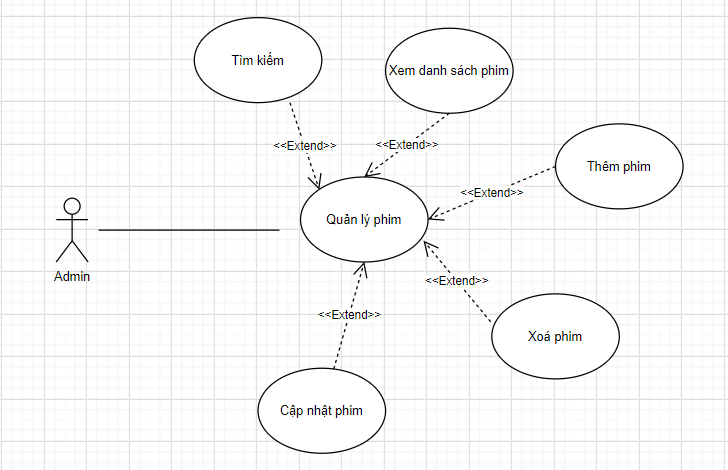 Tìm kiếm
Xem danh sách phim
<<Extend>>
<<Extend>>
Thêm phim
<<Extend>>
Quản lý phim
Admin
<<Extend>>
<<Extend>>
Xoá phim
Cập nhật phim